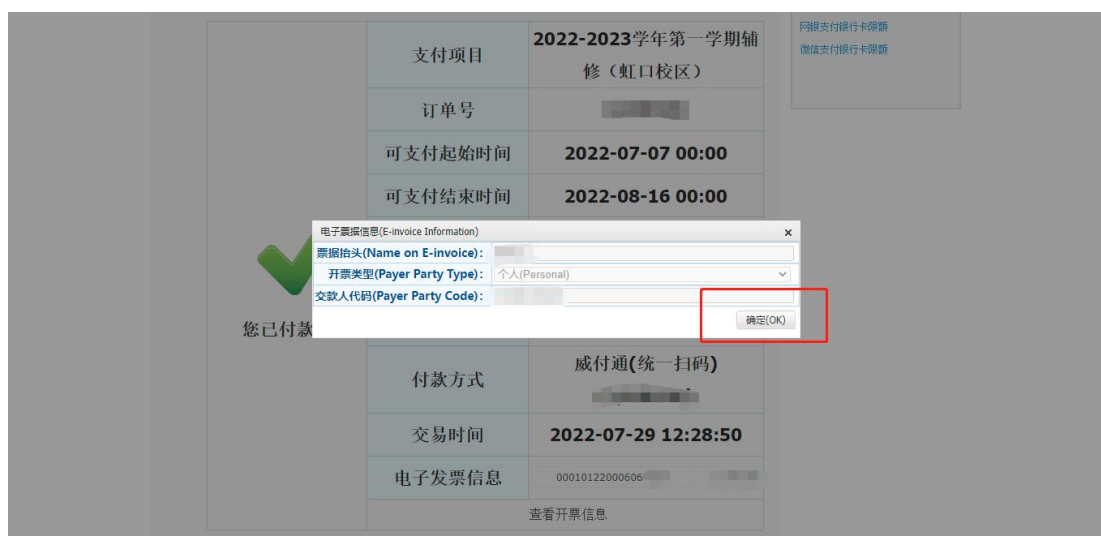 网银支付银行卡限额
微信支付银行卡限额
支付项目
2022-2023学年第一学期辅
修（虹口校区）
订单号
可支付起始时间
2022-07-07 00:00
可支付结束时间
2022-08-16 00:00
电子票据信息(E-invoice Information)
x
票据抬头(Name on E-invoice):
开票类型(Payer Party Type):
个人(Personal)
交款人代码(Payer Party Code):
确定(OK)
您已付款
付款方式
威付通(统一扫码)
交易时间
2022-07-29 12:28:50
电子发票信息
00010122000606
查看开票信息